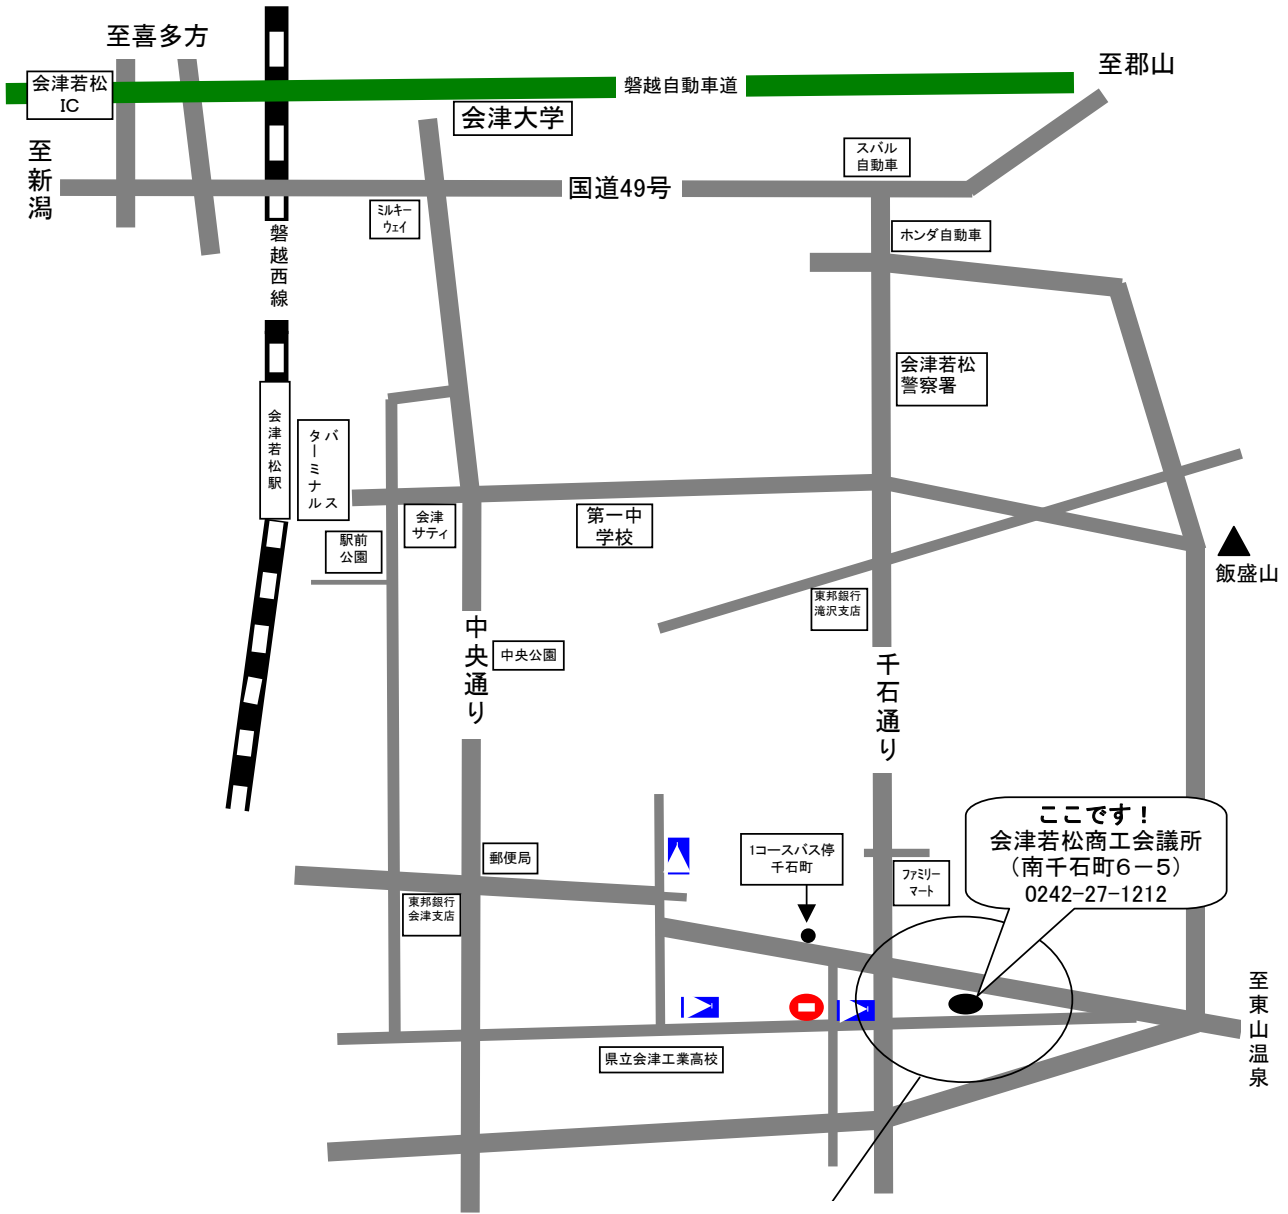 至喜多方
会津若松
IC
磐越自動車道
至郡山
会津大学
至新潟
国道49号
スバル
自動車
ミルキー
ウェイ
ホンダ自動車
磐越西線
会津若松
警察署
会津若松駅
バス
ターミナル
会津
サティ
第一中
学校
駅前
公園
飯盛山
東邦銀行
滝沢支店
中央通り
中央公園
千石通り
ここです！
会津若松商工会議所
（南千石町６－５）
0242-27-1212
郵便局
1コースバス停
千石町
ファミリー
マート
東邦銀行
会津支店
至東山温泉
県立会津工業高校